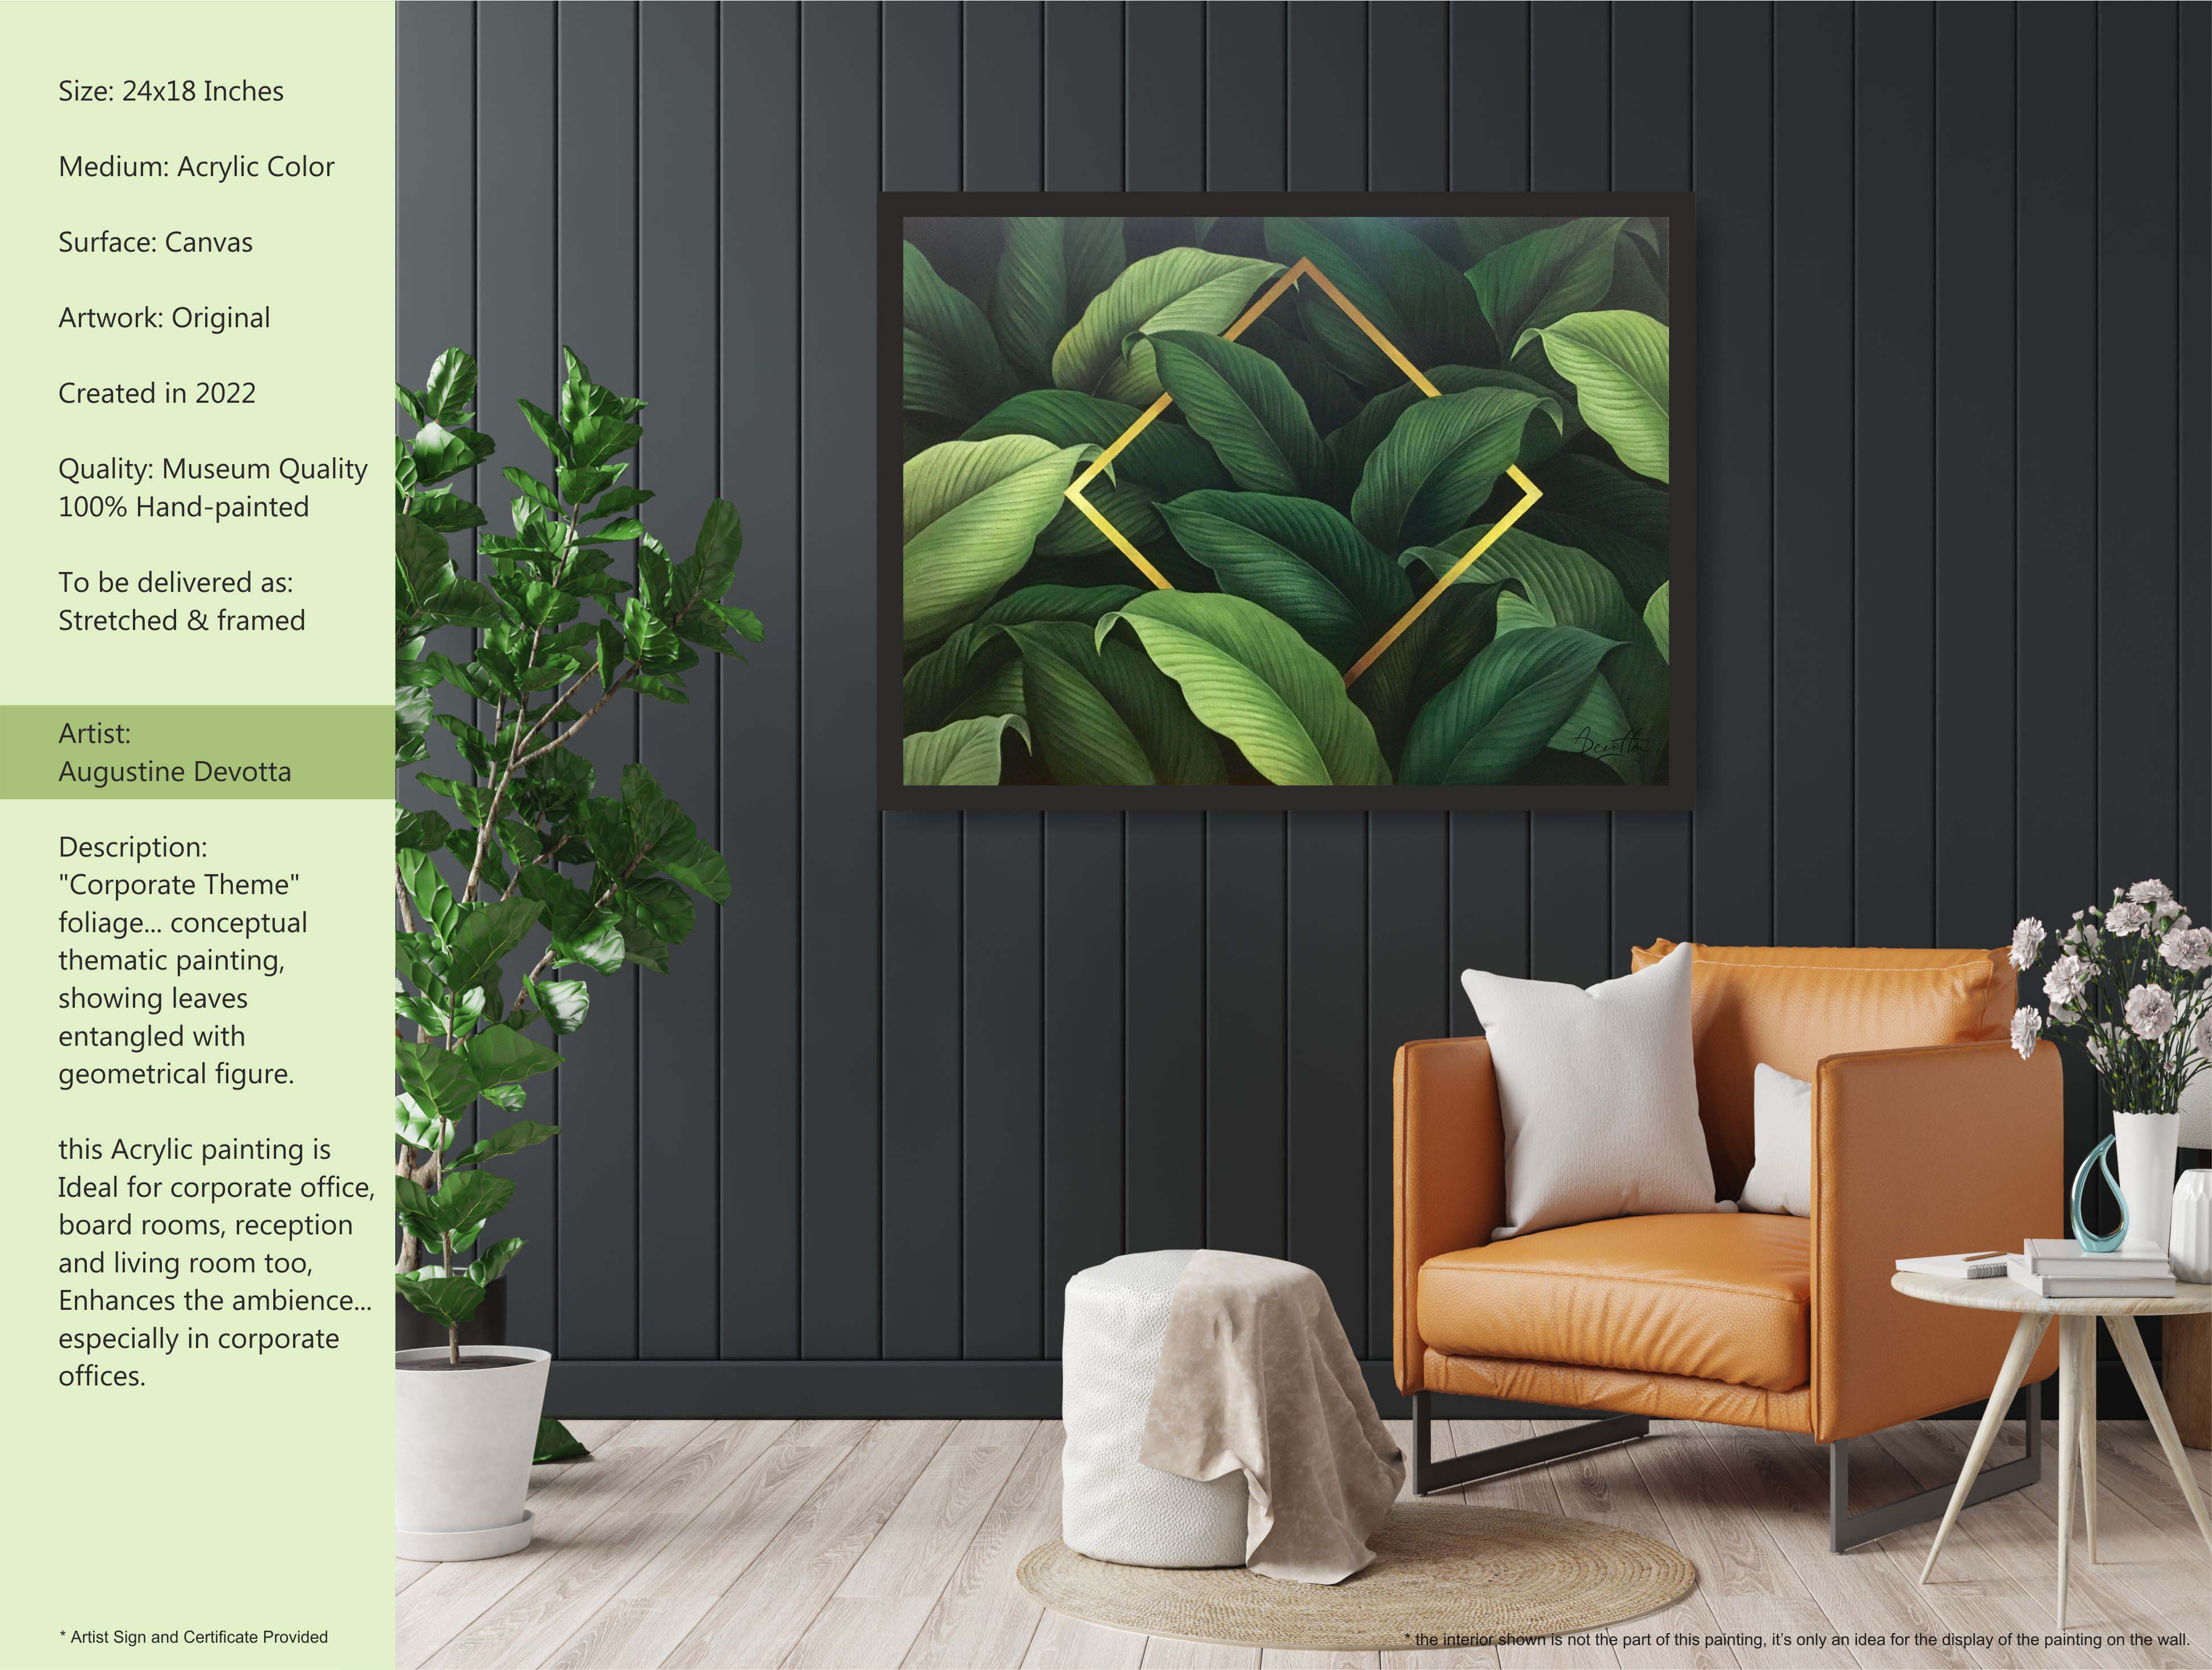 Size: 24x18 Inches
Medium: Acrylic Color
Surface: Canvas
Artwork: Original
Created in 2022
Quality: Museum Quality
100% Hand-painted
To be delivered as:
Stretched & framed
Artist:
Augustine Devotta
Description:
"Corporate Theme"
foliage... conceptual
thematic painting,
showing leaves
entangled with
geometrical figure.
this Acrylic painting is
Ideal for corporate office,
board rooms, reception
and living room too,
Enhances the ambience...
especially in corporate
offices.
* Artist Sign and Certificate Provided
Devotta
* the interior shown is not the part of this painting, it's only an idea for the display of the painting on the wall.